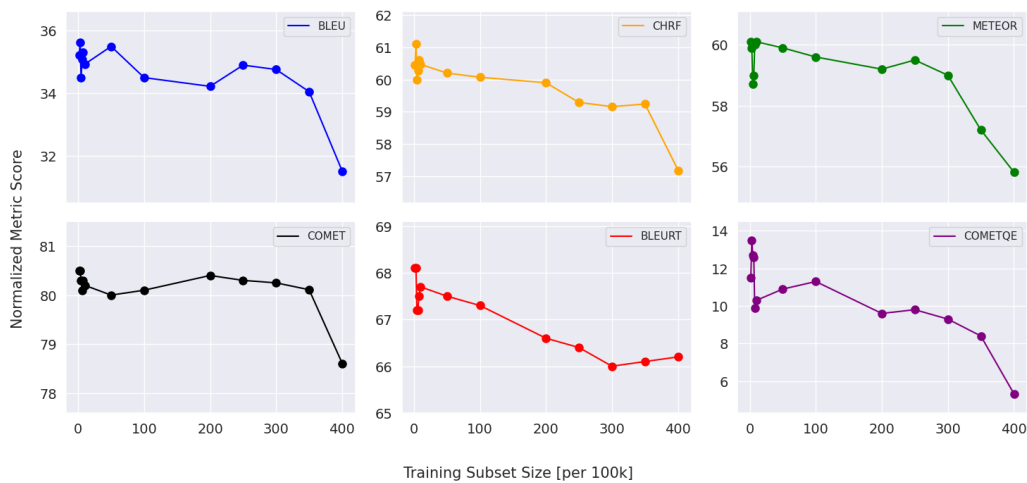 BLEU
36
34
32
CHRF
62
61
60
59
58
57
METEOR
60
58
56
COMET
81
80
79
78
BLEURT
69
68
67
66
65
COMETQE
14
12
10
8
6
0 100 200 300 400
0 100 200 300 400
0 100 200 300 400
Normalized Metric Score
Training Subset Size [per 100k]